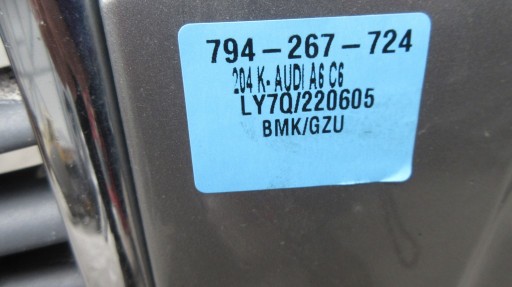 794-267-724
204 K- AUDI A6 C6
LY7Q/220605
BMK/GZU